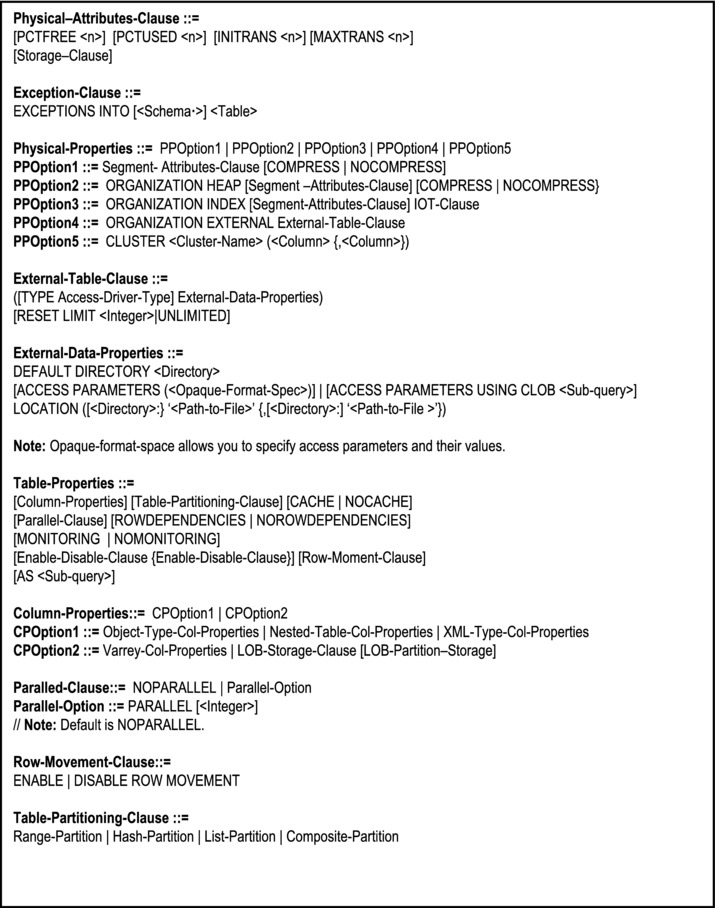 Physical–Attributes-Clause ::=
[PCTFREE <n>] [PCTUSED <n>] [INITRANS <n>] [MAXTRANS <n>]
[Storage–Clause]
Exception-Clause ::=
EXCEPTIONS INTO [<Schema·>] <Table>
Physical-Properties ::= PPOption1 | PPOption2 | PPOption3 | PPOption4 | PPOption5
PPOption1 ::= Segment- Attributes-Clause [COMPRESS | NOCOMPRESS]
PPOption2 ::= ORGANIZATION HEAP [Segment –Attributes-Clause] [COMPRESS | NOCOMPRESS}
PPOption3 ::= ORGANIZATION INDEX [Segment-Attributes-Clause] IOT-Clause
PPOption4 ::= ORGANIZATION EXTERNAL External-Table-Clause
PPOption5 ::= CLUSTER <Cluster-Name> (<Column> {,<Column>})
External-Table-Clause ::=
([TYPE Access-Driver-Type] External-Data-Properties)
[RESET LIMIT <Integer>|UNLIMITED]
External-Data-Properties ::=
DEFAULT DIRECTORY <Directory>
[ACCESS PARAMETERS (<Opaque-Format-Spec>)] | [ACCESS PARAMETERS USING CLOB <Sub-query>]
LOCATION ([<Directory>:} ‘<Path-to-File>’ {,[<Directory>:] ‘<Path-to-File >’})
Note: Opaque-format-space allows you to specify access parameters and their values.
Table-Properties ::=
[Column-Properties] [Table-Partitioning-Clause] [CACHE | NOCACHE]
[Parallel-Clause] [ROWDEPENDENCIES | NOROWDEPENDENCIES]
[MONITORING | NOMONITORING]
[Enable-Disable-Clause {Enable-Disable-Clause}] [Row-Moment-Clause]
[AS <Sub-query>]
Column-Properties::= CPOption1 | CPOption2
CPOption1 ::= Object-Type-Col-Properties | Nested-Table-Col-Properties | XML-Type-Col-Properties
CPOption2 ::= Varrey-Col-Properties | LOB-Storage-Clause [LOB-Partition–Storage]
Paralled-Clause::= NOPARALLEL | Parallel-Option
Parallel-Option ::= PARALLEL [<Integer>]
// Note: Default is NOPARALLEL.
Row-Movement-Clause::=
ENABLE | DISABLE ROW MOVEMENT
Table-Partitioning-Clause ::=
Range-Partition | Hash-Partition | List-Partition | Composite-Partition